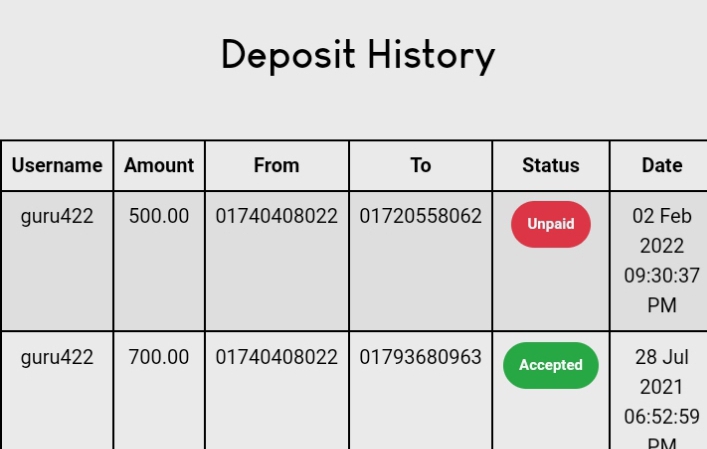 Deposit History
Username Amount From To Status Date
guru422 500.00 01740408022 01720558062 Unpaid 02 Feb
2022
09:30:37
PM
guru422 700.00 01740408022 01793680963 Accepted 28 Jul
2021
06:52:59
PM